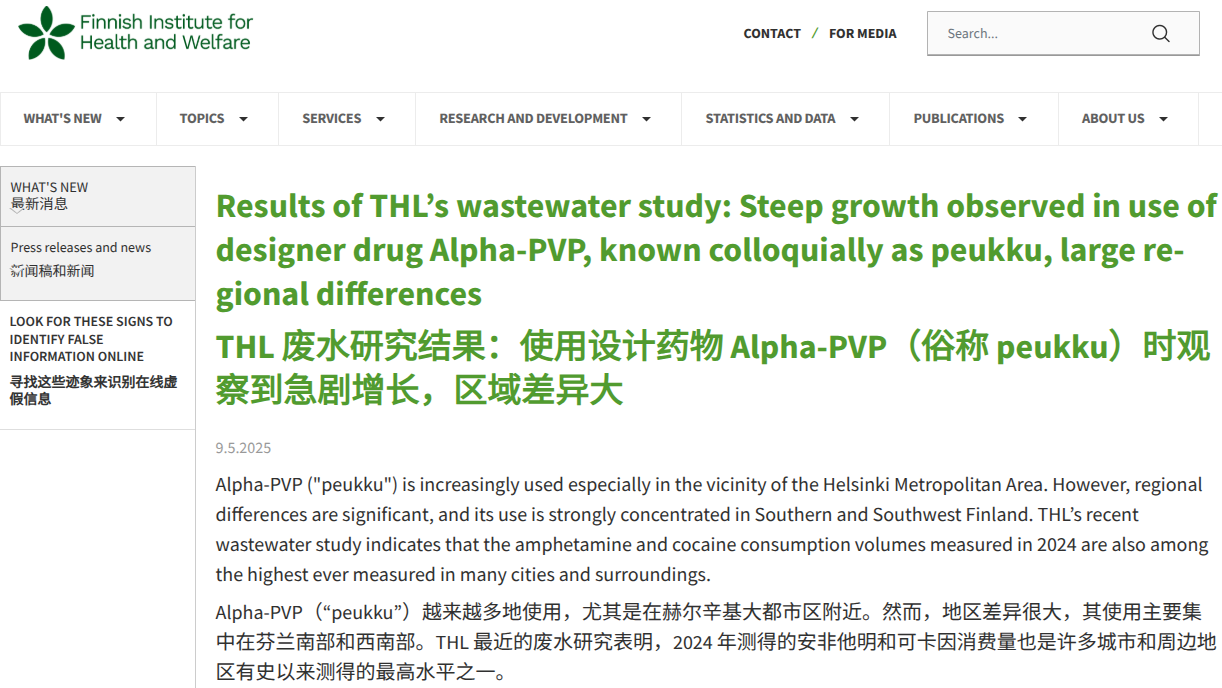 Finnish Institute for
Health and Welfare
CONTACT / FOR MEDIA
Search...
WHAT'S NEW
TOPICS
SERVICES
RESEARCH AND DEVELOPMENT
STATISTICS AND DATA
PUBLICATIONS
ABOUT US
WHAT'S NEW
最新消息
Press releases and news
新闻稿和新闻
LOOK FOR THESE SIGNS TO
IDENTIFY FALSE
INFORMATION ONLINE
寻找这些迹象来识别在线虚
假信息
Results of THL’s wastewater study: Steep growth observed in use of
designer drug Alpha-PVP, known colloquially as peukku, large re-
gional differences
THL 废水研究结果：使用设计药物 Alpha-PVP（俗称 peukku）时观
察到急剧增长，区域差异大
9.5.2025
Alpha-PVP ("peukku") is increasingly used especially in the vicinity of the Helsinki Metropolitan Area. However, regional
differences are significant, and its use is strongly concentrated in Southern and Southwest Finland. THL’s recent
wastewater study indicates that the amphetamine and cocaine consumption volumes measured in 2024 are also among
the highest ever measured in many cities and surroundings.
Alpha-PVP（“peukku”）越来越多地使用，尤其是在赫尔辛基大都市区附近。然而，地区差异很大，其使用主要集
中在芬兰南部和西南部。THL 最近的废水研究表明，2024 年测得的安非他明和可卡因消费量也是许多城市和周边地
区有史以来测得的最高水平之一。